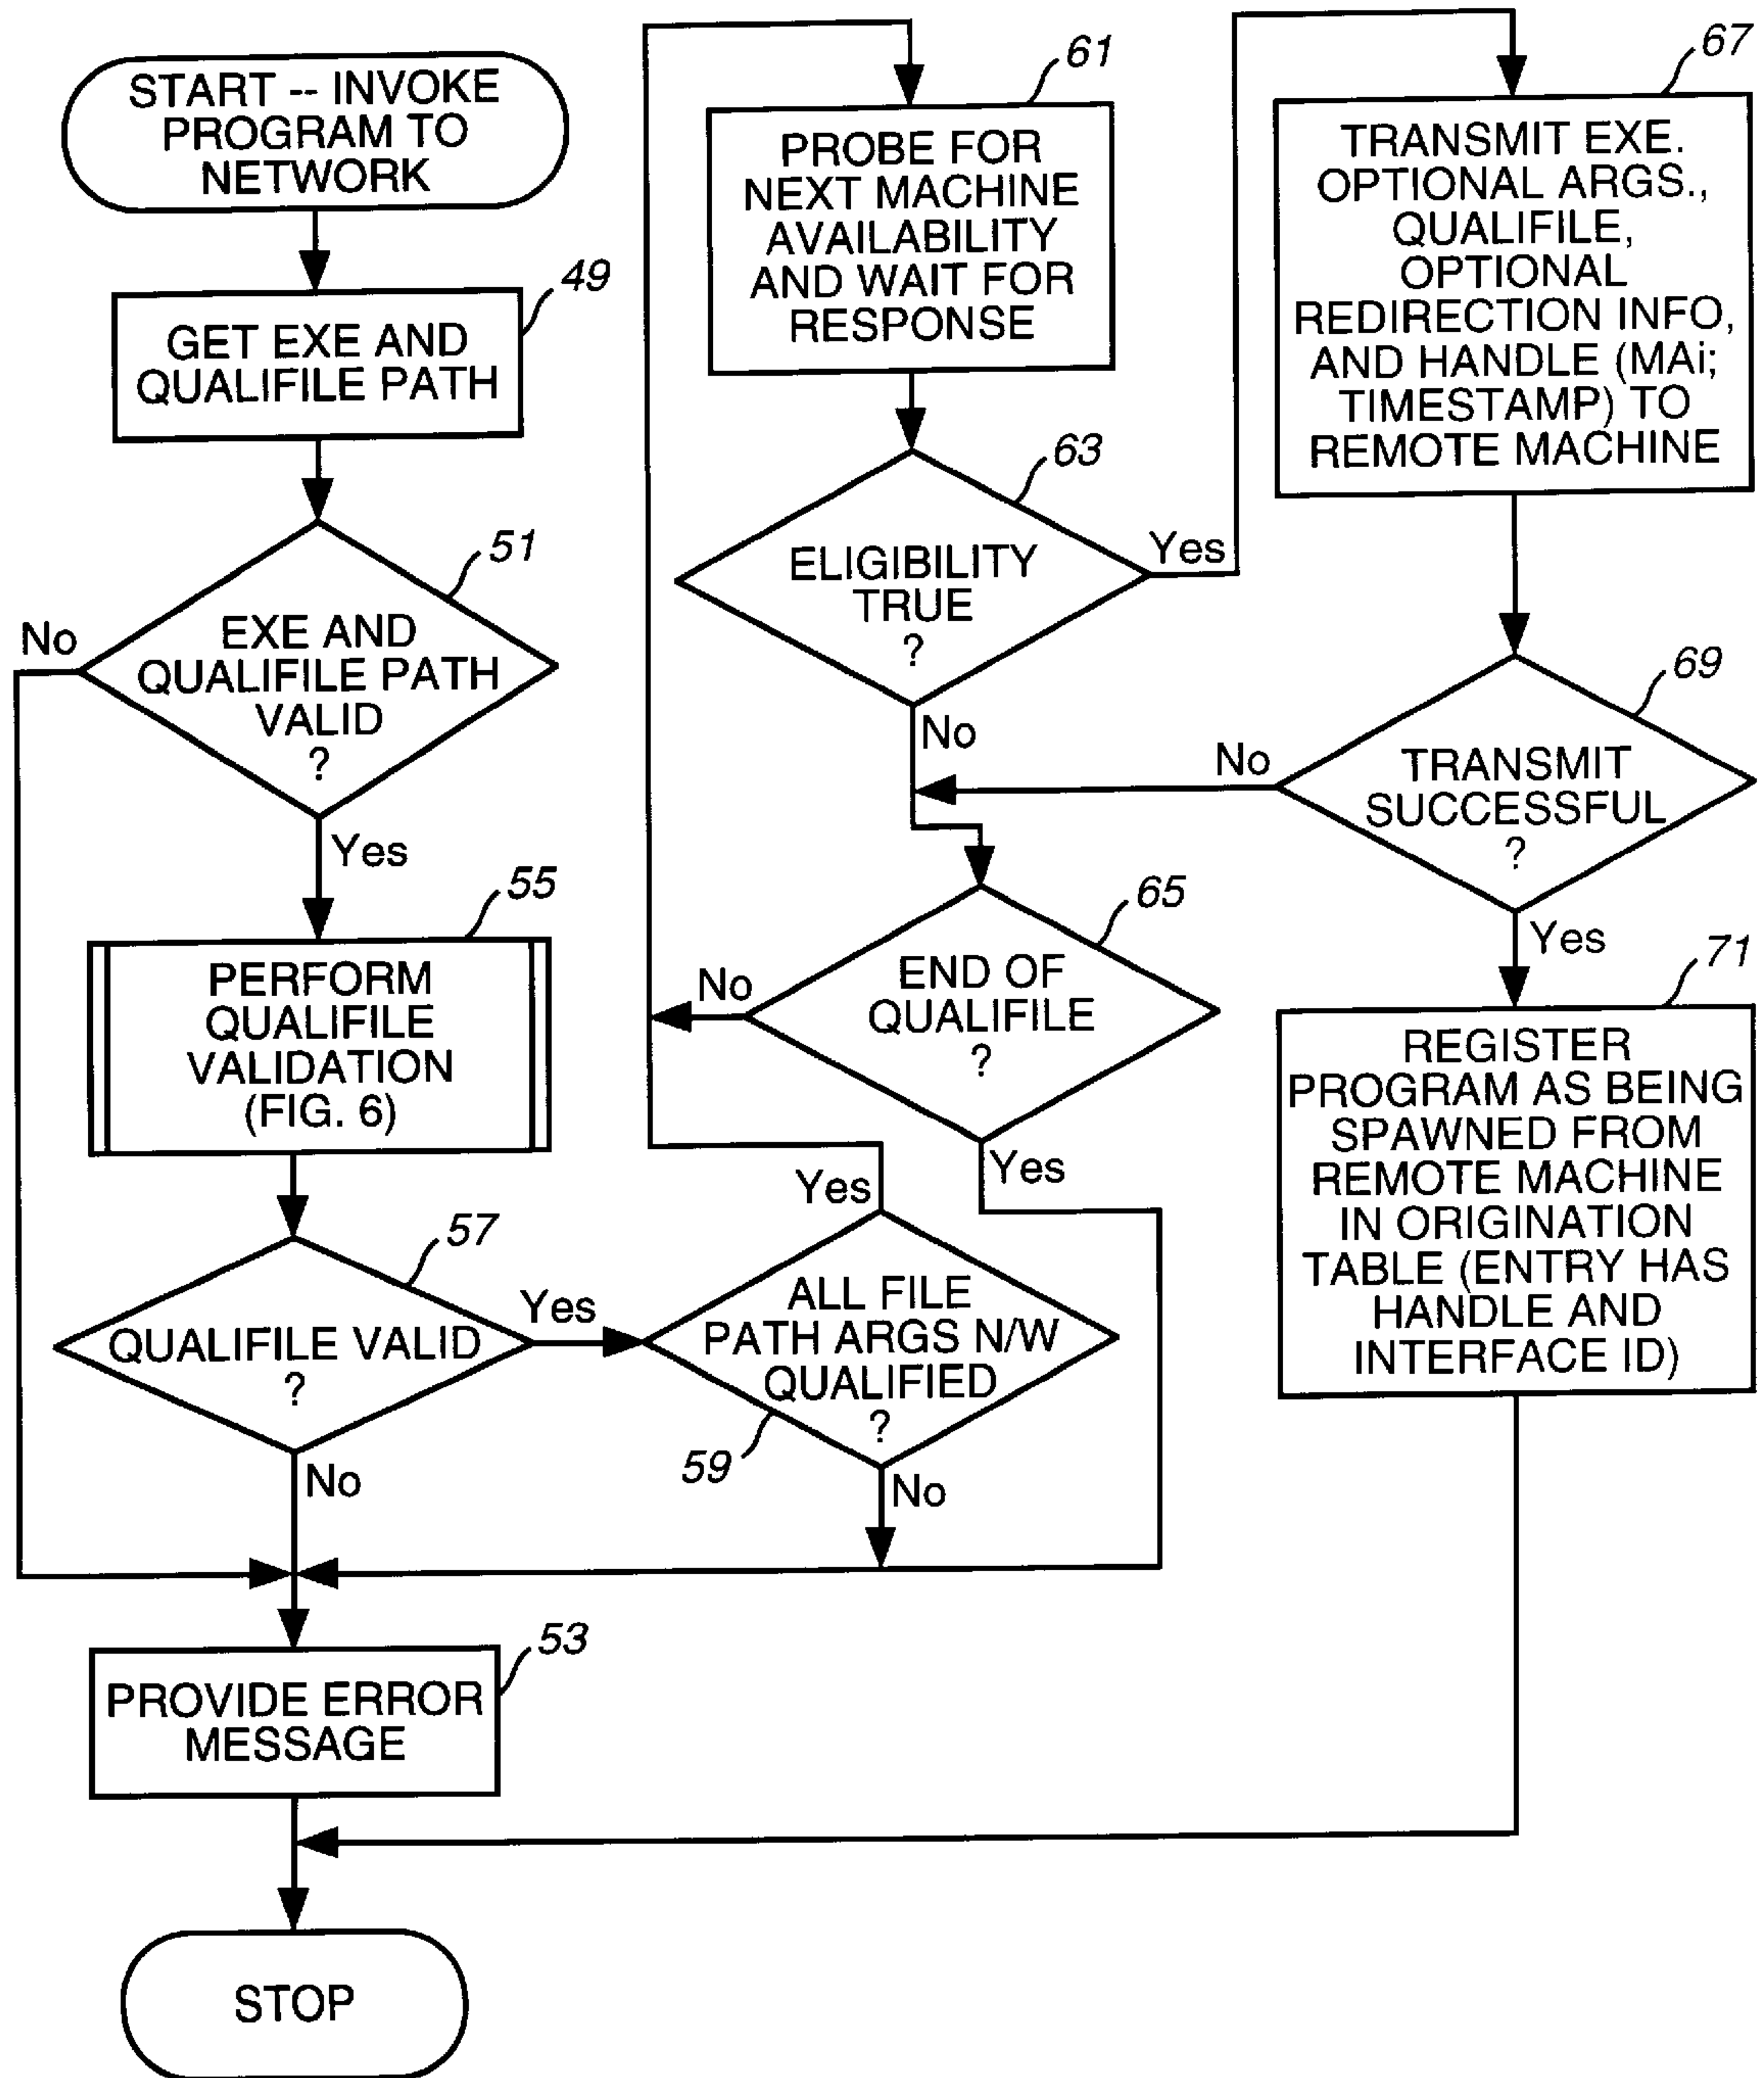 START -- INVOKE
PROGRAM TO
NETWORK
49
GET EXE AND
QUALIFILE PATH
51
No
EXE AND
QUALIFILE PATH
VALID
?
Yes
55
PERFORM
QUALIFILE
VALIDATION
(FIG. 6)
57
QUALIFILE VALID
?
Yes
No
53
PROVIDE ERROR
MESSAGE
STOP
61
PROBE FOR
NEXT MACHINE
AVAILABILITY
AND WAIT FOR
RESPONSE
63
ELIGIBILITY
TRUE
?
Yes
No
65
No
END OF
QUALIFILE
?
Yes
Yes
ALL FILE
PATH ARGS N/W
QUALIFIED
?
59
No
67
TRANSMIT EXE.
OPTIONAL ARGS.,
QUALIFILE,
OPTIONAL
REDIRECTION INFO,
AND HANDLE (MAi;
TIMESTAMP) TO
REMOTE MACHINE
69
No
TRANSMIT
SUCCESSFUL
?
Yes
71
REGISTER
PROGRAM AS BEING
SPAWNED FROM
REMOTE MACHINE
IN ORIGINATION
TABLE (ENTRY HAS
HANDLE AND
INTERFACE ID)